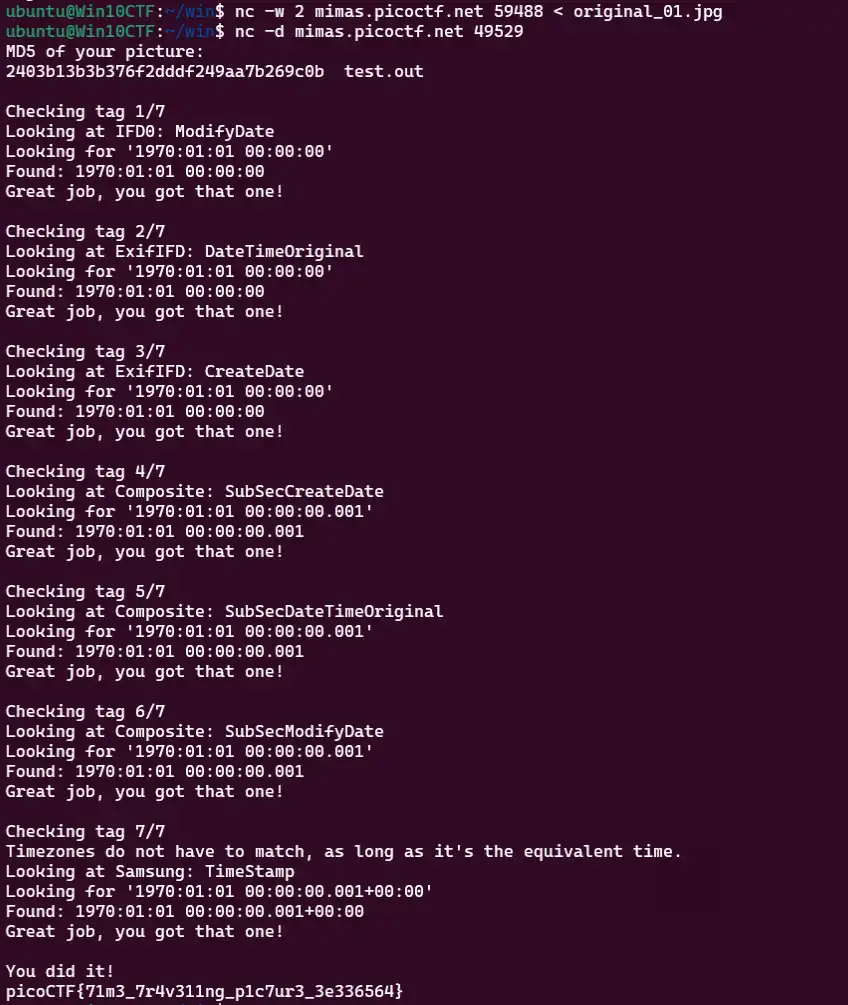 ubuntu@Win10CTF:~/win$ nc -w 2 mimas.picoctf.net 59488 < original_01.jpg
ubuntu@Win10CTF:~/win$ nc -d mimas.picoctf.net 49529
MD5 of your picture:
2403b13b3b376f2dddf249aa7b269c0b  test.out

Checking tag 1/7
Looking at IFD0: ModifyDate
Looking for '1970:01:01 00:00:00'
Found: 1970:01:01 00:00:00
Great job, you got that one!

Checking tag 2/7
Looking at ExifIFD: DateTimeOriginal
Looking for '1970:01:01 00:00:00'
Found: 1970:01:01 00:00:00
Great job, you got that one!

Checking tag 3/7
Looking at ExifIFD: CreateDate
Looking for '1970:01:01 00:00:00'
Found: 1970:01:01 00:00:00
Great job, you got that one!

Checking tag 4/7
Looking at Composite: SubSecCreateDate
Looking for '1970:01:01 00:00:00.001'
Found: 1970:01:01 00:00:00.001
Great job, you got that one!

Checking tag 5/7
Looking at Composite: SubSecDateTimeOriginal
Looking for '1970:01:01 00:00:00.001'
Found: 1970:01:01 00:00:00.001
Great job, you got that one!

Checking tag 6/7
Looking at Composite: SubSecModifyDate
Looking for '1970:01:01 00:00:00.001'
Found: 1970:01:01 00:00:00.001
Great job, you got that one!

Checking tag 7/7
Timezones do not have to match, as long as it's the equivalent time.
Looking at Samsung: TimeStamp
Looking for '1970:01:01 00:00:00.001+00:00'
Found: 1970:01:01 00:00:00.001+00:00
Great job, you got that one!

You did it!
picoCTF{71m3_7r4v311ng_p1c7ur3_3e336564}